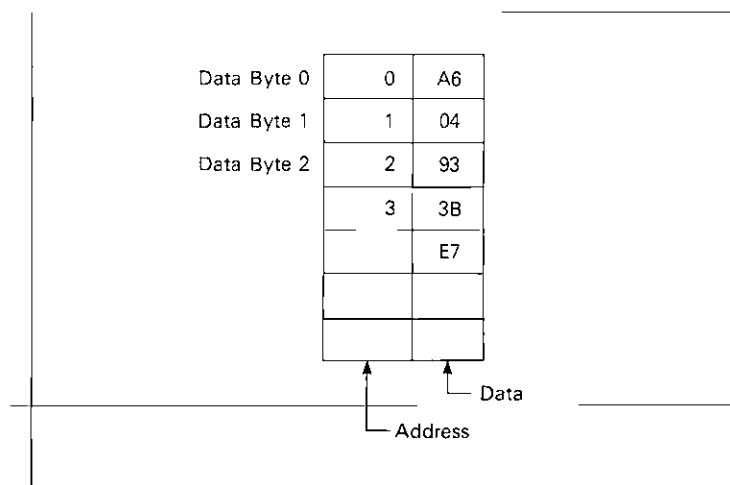 Data Byte 0 0 A6
Data Byte 1 1 04
Data Byte 2 2 93
3 3B
E7
Data
Address